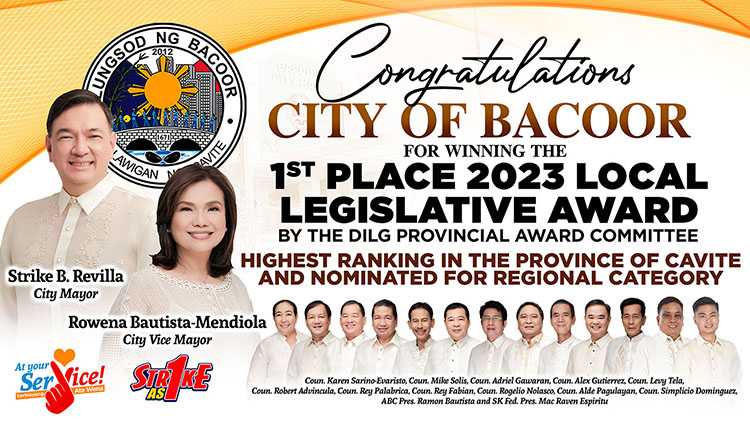 LUNGSOD NG BACOOR
2012
1671
LALAWIGAN NG CAVITE
Congratulations
CITY OF BACOOR
FOR WINNING THE
1ST PLACE 2023 LOCAL
LEGISLATIVE AWARD
BY THE DILG PROVINCIAL AWARD COMMITTEE
HIGHEST RANKING IN THE PROVINCE OF CAVITE
AND NOMINATED FOR REGIONAL CATEGORY
Strike B. Revilla
City Mayor
Rowena Bautista-Mendiola
City Vice Mayor
At your
SerVice!
Serbisyong Ate Wena
STR1KE
AS
Coun. Karen Sarino-Evaristo, Coun. Mike Solis, Coun. Adriel Gawaran, Coun. Alex Gutierrez, Coun. Levy Tela,
Coun. Robert Advincula, Coun. Rey Palabrica, Coun. Rey Fabian, Coun. Rogelio Nolasco, Coun. Alde Pagulayan, Coun. Simplicio Dominguez,
ABC Pres. Ramon Bautista and SK Fed. Pres. Mac Raven Espiritu